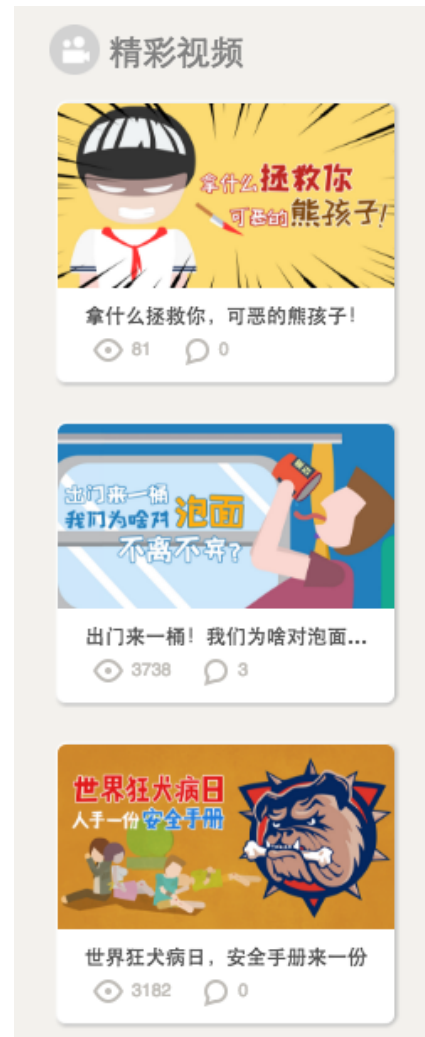 精彩视频
拿什么拯救你
可恶的熊孩子!
拿什么拯救你，可恶的熊孩子!
81 0
出门来一桶
我们为啥对泡面
不离不弃?
出门来一桶！我们为啥对泡面...
3738 3
世界狂犬病日
人手一份安全手册
世界狂犬病日，安全手册来一份
3182 0